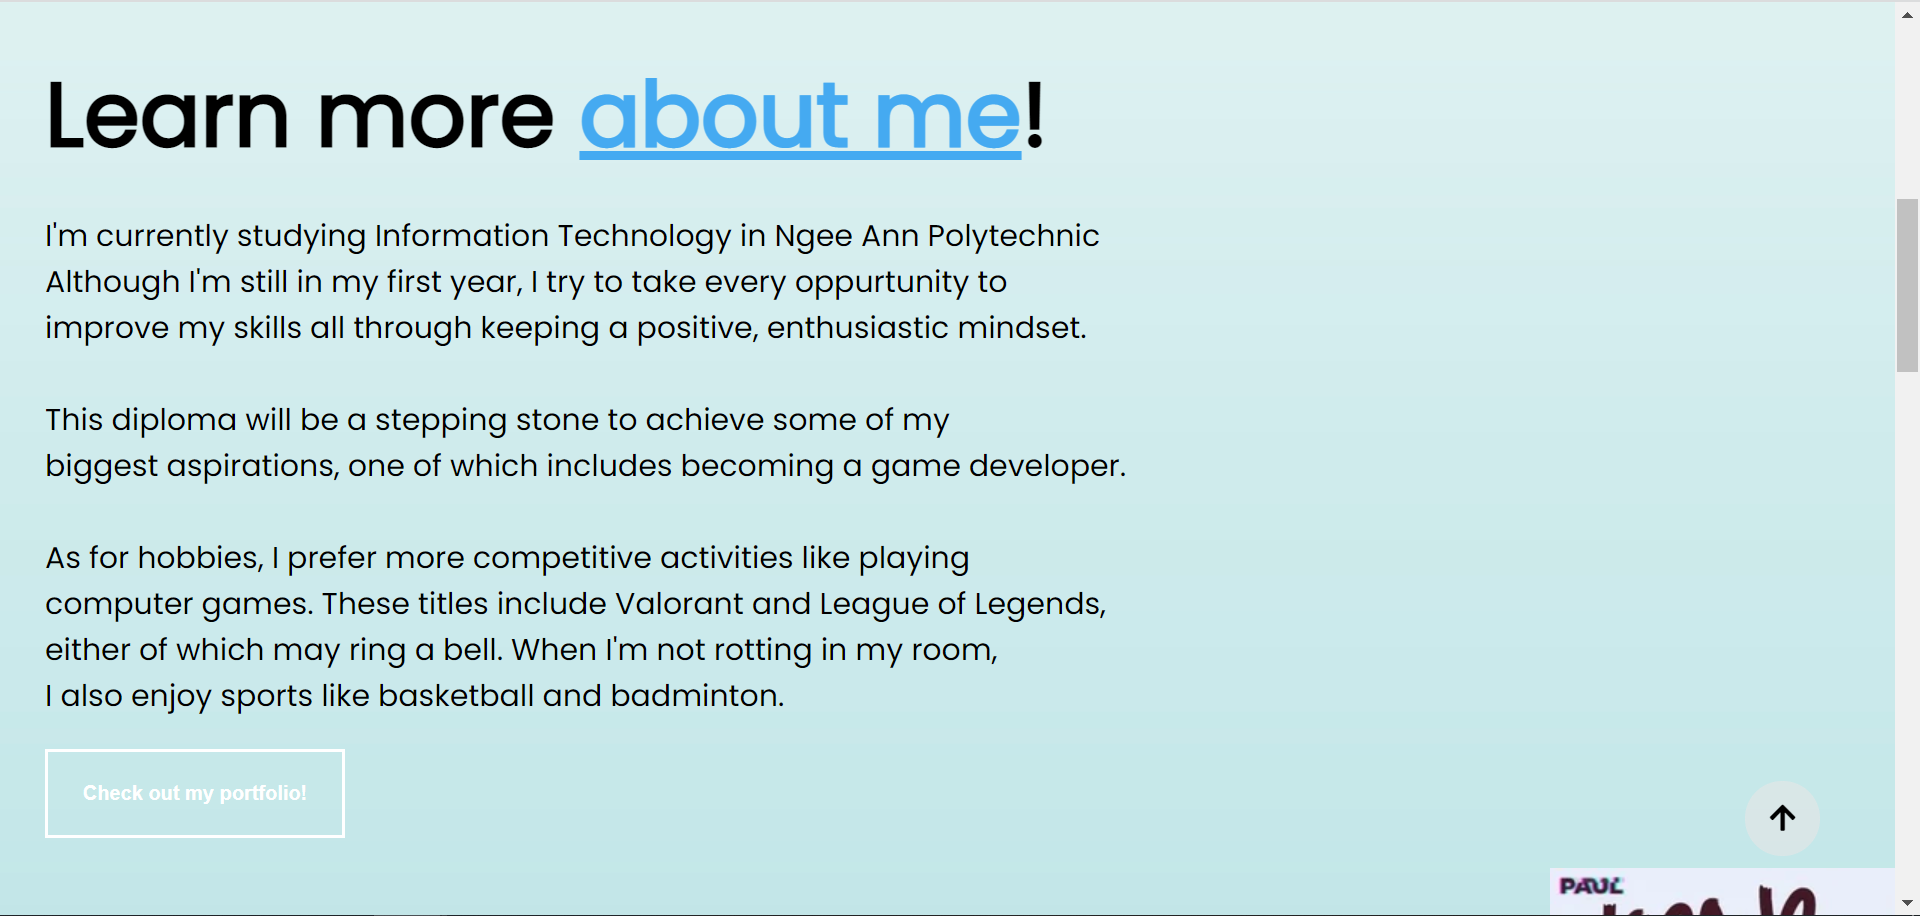 Learn more about me!
I'm currently studying Information Technology in Ngee Ann Polytechnic
Although I'm still in my first year, I try to take every oppurtunity to
improve my skills all through keeping a positive, enthusiastic mindset.
This diploma will be a stepping stone to achieve some of my
biggest aspirations, one of which includes becoming a game developer.
As for hobbies, I prefer more competitive activities like playing
computer games. These titles include Valorant and League of Legends,
either of which may ring a bell. When I'm not rotting in my room,
I also enjoy sports like basketball and badminton.
Check out my portfolio!
PAUL